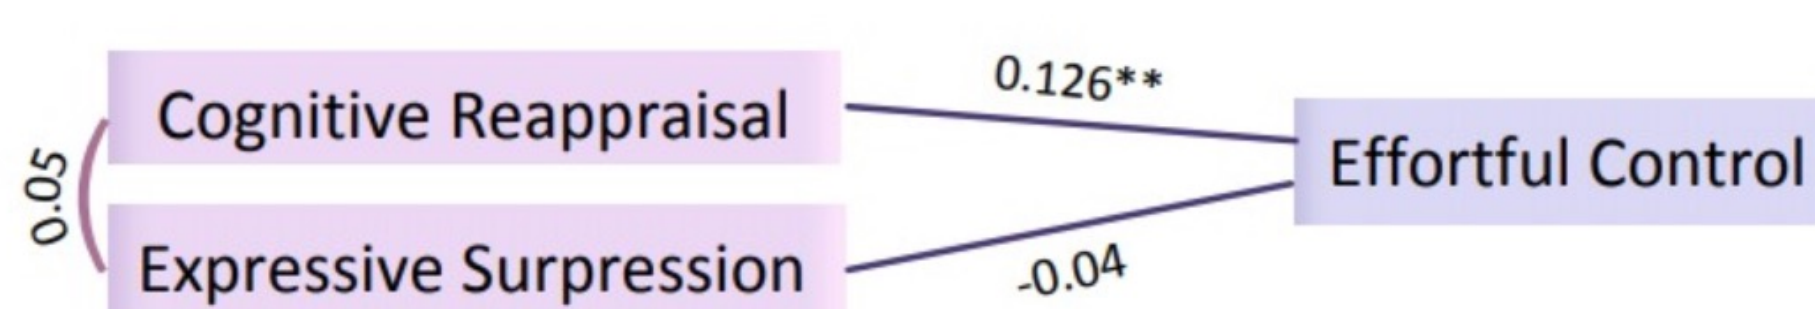 0.126**
Cognitive Reappraisal
Effortful Control
0.05
Expressive Surpression
-0.04